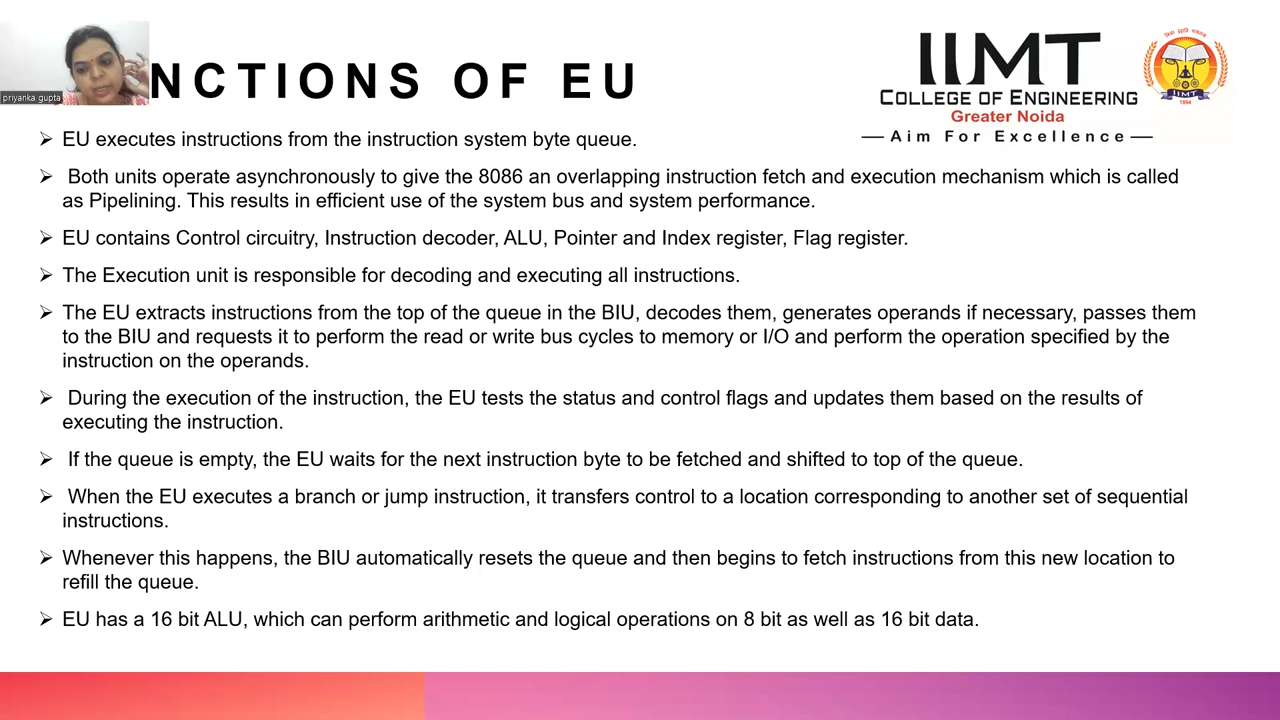 priyanka gupta
NCTIONS OF EU
IIMT
COLLEGE OF ENGINEERING
Greater Noida
Aim For Excellence
IIMT
➢ EU executes instructions from the instruction system byte queue.
➢ Both units operate asynchronously to give the 8086 an overlapping instruction fetch and execution mechanism which is called
as Pipelining. This results in efficient use of the system bus and system performance.
➢ EU contains Control circuitry, Instruction decoder, ALU, Pointer and Index register, Flag register.
➢ The Execution unit is responsible for decoding and executing all instructions.
➢ The EU extracts instructions from the top of the queue in the BIU, decodes them, generates operands if necessary, passes them
to the BIU and requests it to perform the read or write bus cycles to memory or I/O and perform the operation specified by the
instruction on the operands.
➢ During the execution of the instruction, the EU tests the status and control flags and updates them based on the results of
executing the instruction.
➢ If the queue is empty, the EU waits for the next instruction byte to be fetched and shifted to top of the queue.
➢ When the EU executes a branch or jump instruction, it transfers control to a location corresponding to another set of sequential
instructions.
➢ Whenever this happens, the BIU automatically resets the queue and then begins to fetch instructions from this new location to
refill the queue.
➢ EU has a 16 bit ALU, which can perform arithmetic and logical operations on 8 bit as well as 16 bit data.